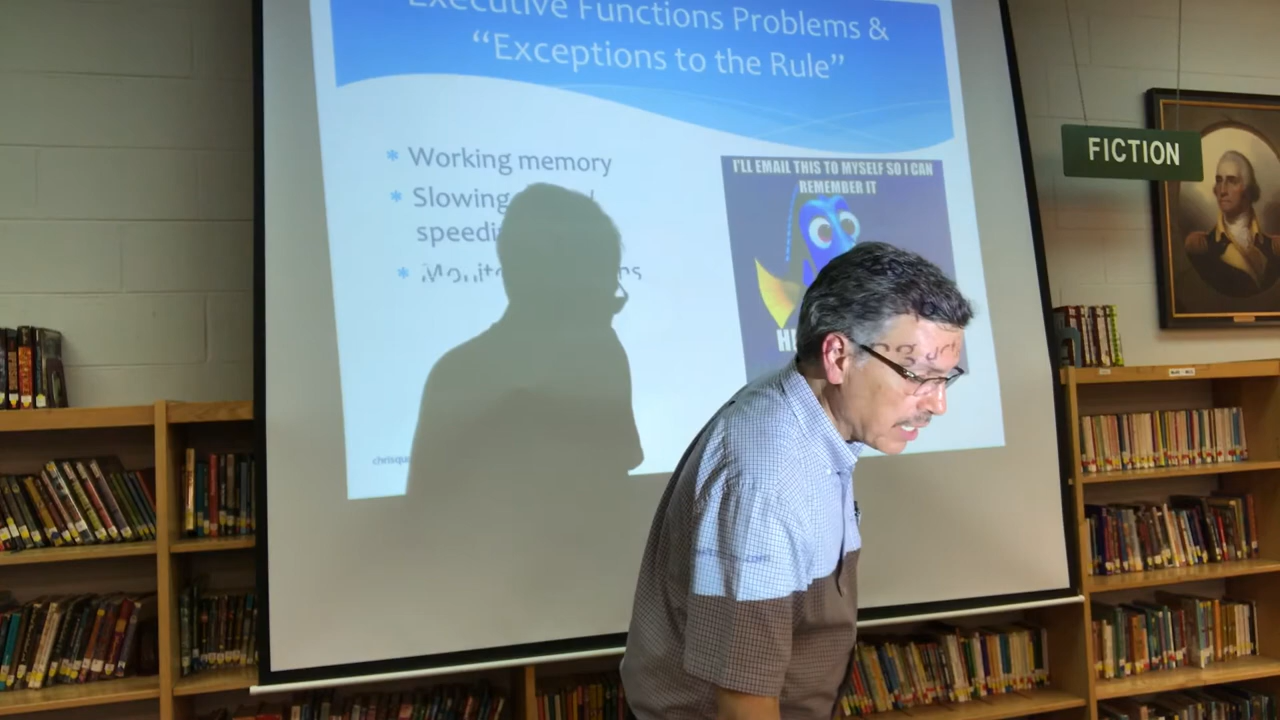 Executive Functions Problems &
“Exceptions to the Rule”
FICTION
* Working memory
I'LL EMAIL THIS TO MYSELF SO I CAN
REMEMBER IT
* Slowing
*